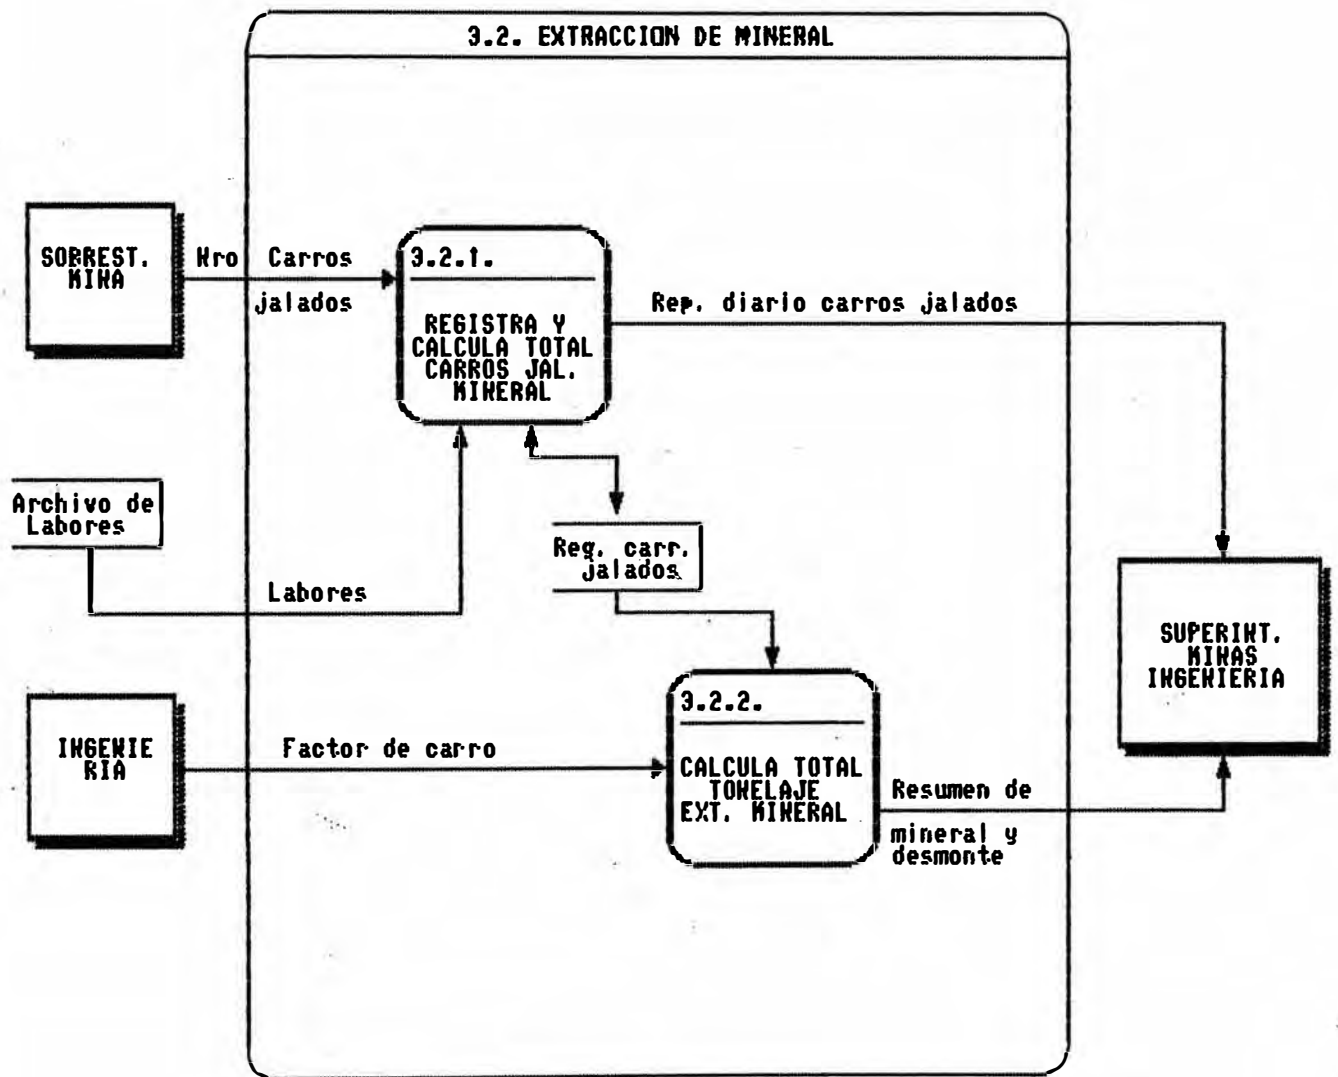 3.2. EXTRACCION DE MINERAL
SOBREST.
MINA
Nro Carros
jalados
3.2.1.
REGISTRA Y
CALCULA TOTAL
CARROS JAL.
MINERAL
Rep. diario carros jalados
Archivo de
Labores
Labores
Reg. carr.
jalados
SUPERINT.
MINAS
INGENIERIA
INGENIE
RIA
Factor de carro
3.2.2.
CALCULA TOTAL
TONELAJE
EXT. MINERAL
Resumen de
mineral y
desmonte